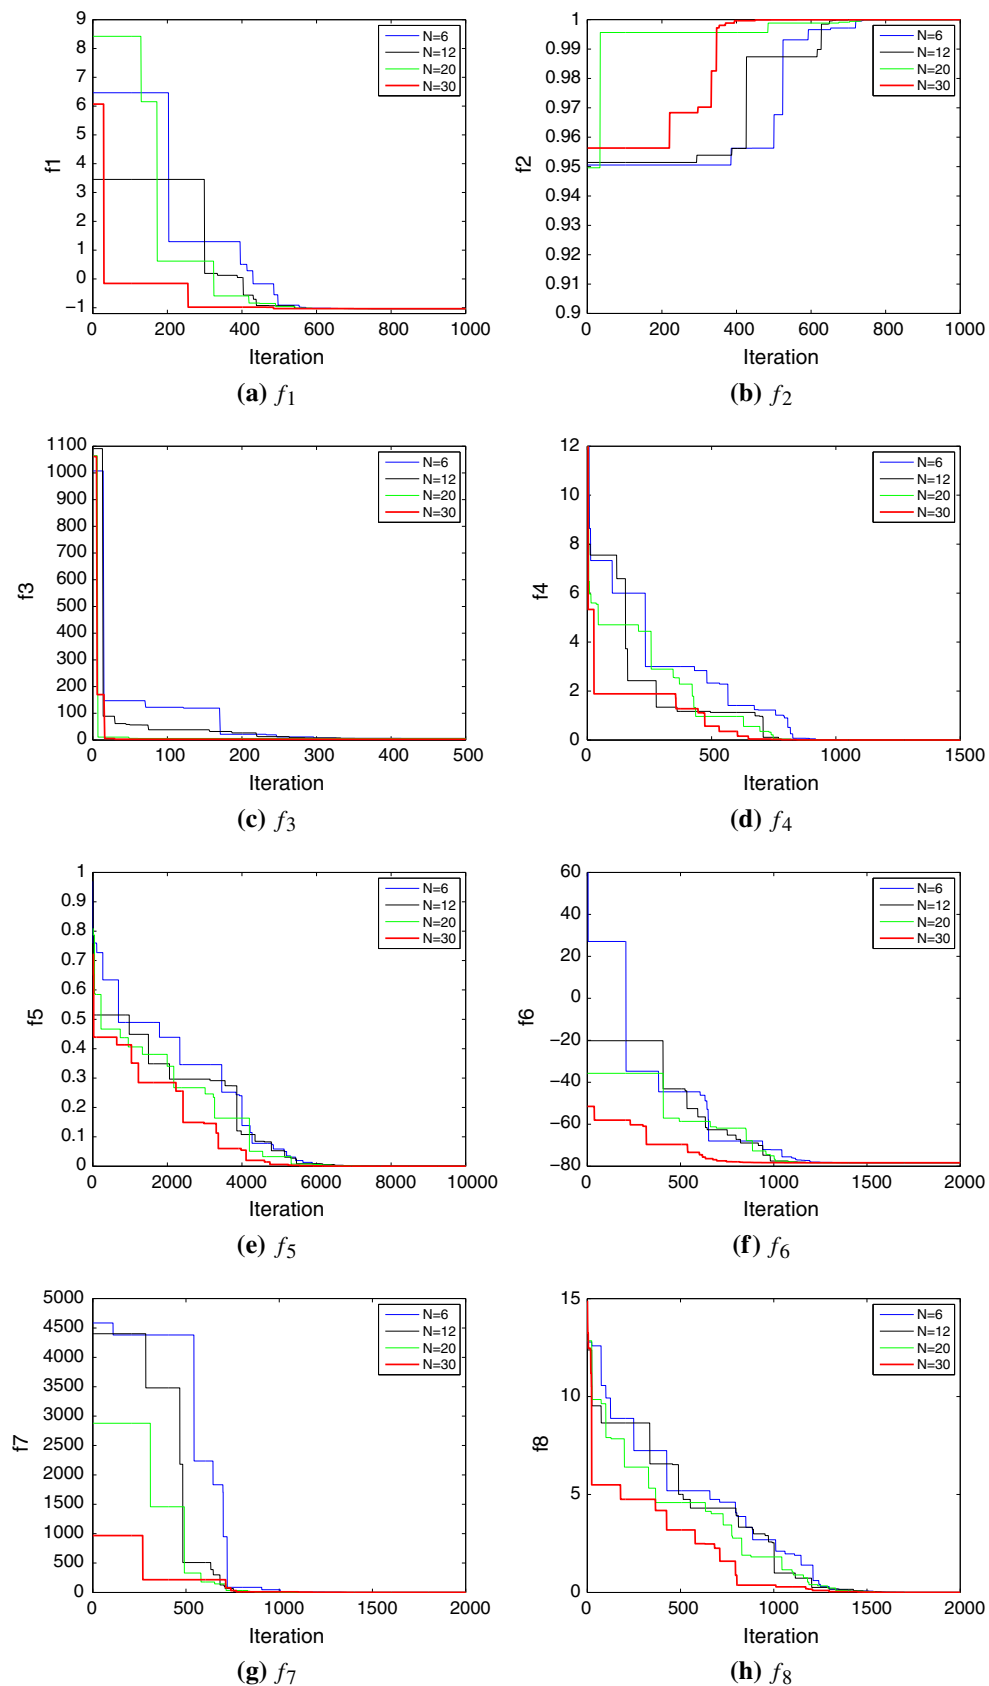 9
8
7
6
5
4
3
2
1
0
−1
f1
N=6
N=12
N=20
N=30
0 200 400 600 800 1000
Iteration
(a) f1
1
0.99
0.98
0.97
0.96
0.95
0.94
0.93
0.92
0.91
0.9
f2
N=6
N=12
N=20
N=30
0 200 400 600 800 1000
Iteration
(b) f2
1100
1000
900
800
700
600
500
400
300
200
100
0
f3
N=6
N=12
N=20
N=30
0 100 200 300 400 500
Iteration
(c) f3
12
10
8
6
4
2
0
f4
N=6
N=12
N=20
N=30
0 500 1000 1500
Iteration
(d) f4
1
0.9
0.8
0.7
0.6
0.5
0.4
0.3
0.2
0.1
0
f5
N=6
N=12
N=20
N=30
0 2000 4000 6000 8000 10000
Iteration
(e) f5
60
40
20
0
−20
−40
−60
−80
f6
N=6
N=12
N=20
N=30
0 500 1000 1500 2000
Iteration
(f) f6
5000
4500
4000
3500
3000
2500
2000
1500
1000
500
0
f7
N=6
N=12
N=20
N=30
0 500 1000 1500 2000
Iteration
(g) f7
15
10
5
0
f8
N=6
N=12
N=20
N=30
0 500 1000 1500 2000
Iteration
(h) f8